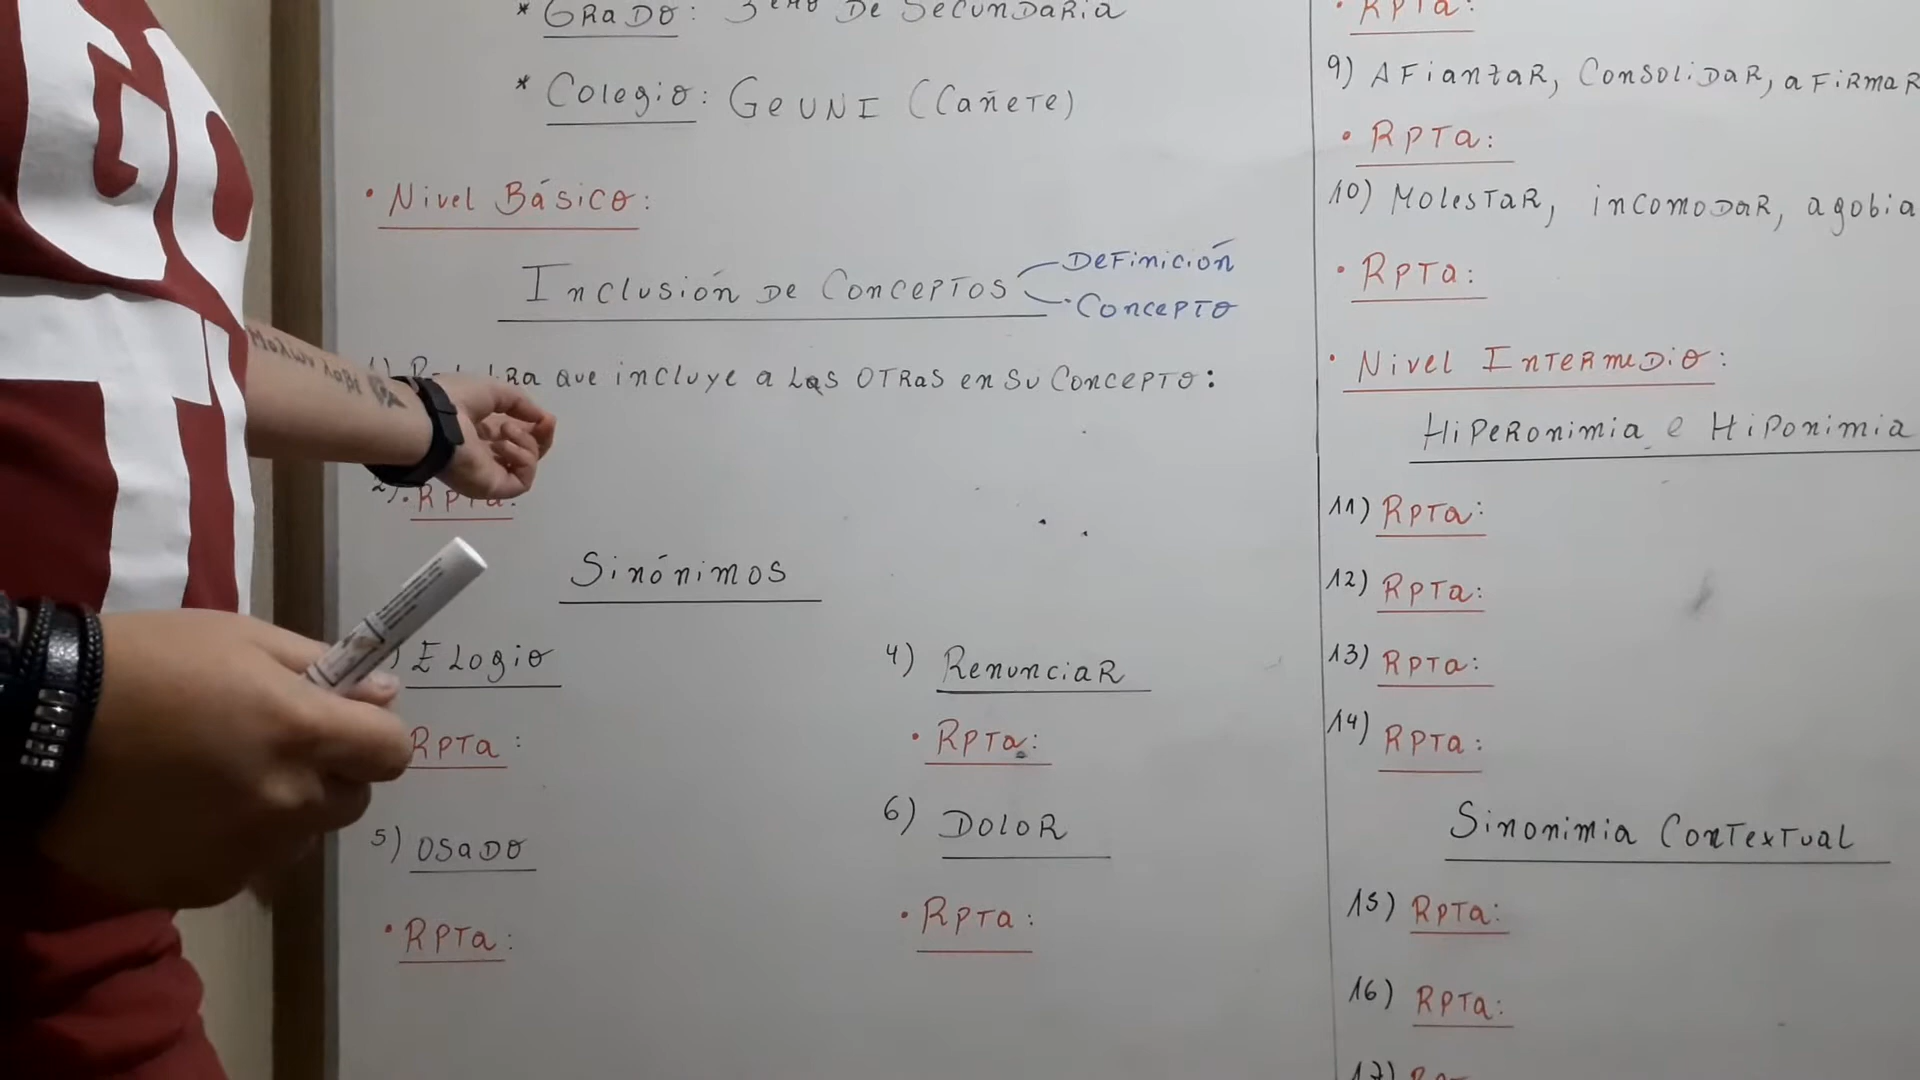 * GRADO: 3ERO De SecunDaRia
* Colegio: GeUNI (CañeTe)
• Nivel BásicO:
Inclusión De ConcepTos
DeFinición
ConcepTo
que incluye a Las OTRas en Su ConcepTo:
2) • RPTa:
Sinónimos
ELogio
RPTa :
4) RenunciaR
• RPTa:
5) OSaDO
• RPTa:
6) DoloR
• RPTa:
• RPTa:
9) AFianzaR, ConsoliDaR, aFiRmaR
• RPTa:
10) MolesTaR, incomoDaR, agobia
• RPTa:
• Nivel InTeRmeDio:
HiPeRonimia e HiPonimia
11) RPTa:
12) RPTa:
13) RPTa:
14) RPTa:
Sinonimia ConTexTual
15) RPTa:
16) RPTa:
17)